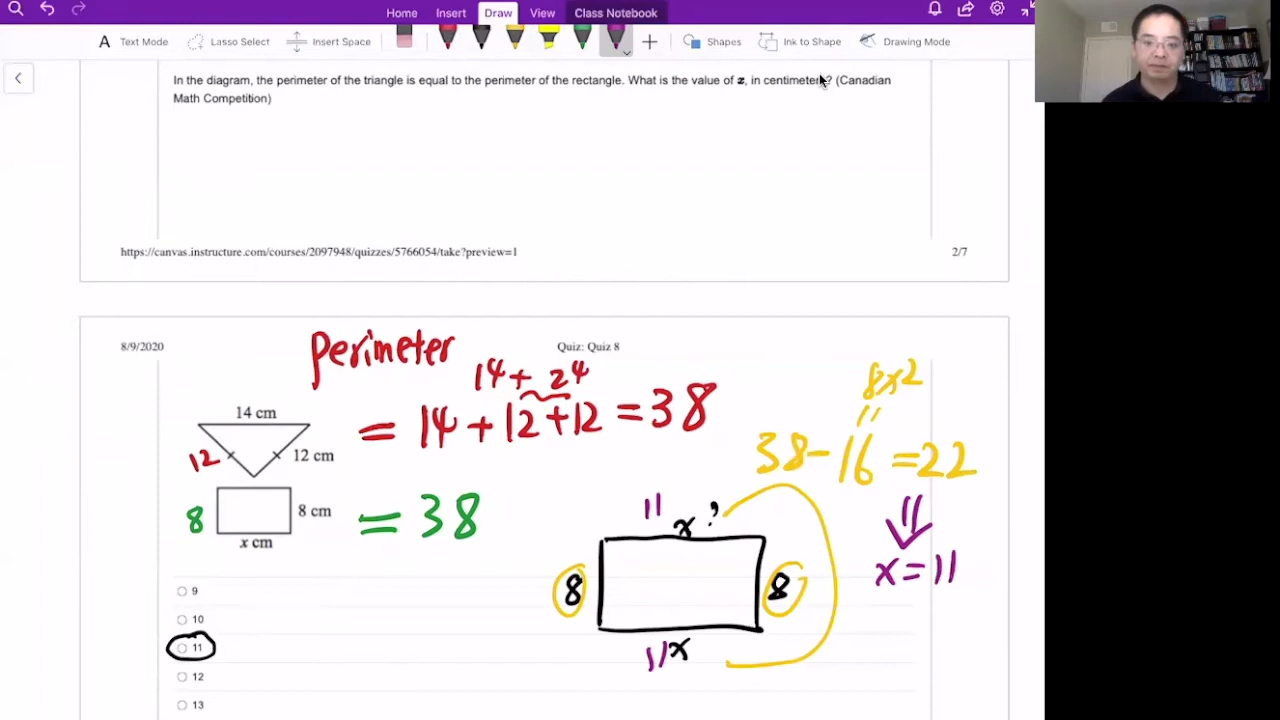 Home Insert Draw View Class Notebook
A Text Mode Lasso Select Insert Space Shapes Ink to Shape Drawing Mode
In the diagram, the perimeter of the triangle is equal to the perimeter of the rectangle. What is the value of x, in centimeters? (Canadian
Math Competition)
https://canvas.instructure.com/courses/2097948/quizzes/5766054/take?preview=1 2/7
8/9/2020 Quiz: Quiz 8
perimeter
14 + 24
= 14 + 12 + 12 = 38
14 cm
12 12 cm
8 8 cm
x cm
= 38
8x2
"
38 - 16 = 22
x = 11
11
x ?
8 8
11 x
9
10
11
12
13